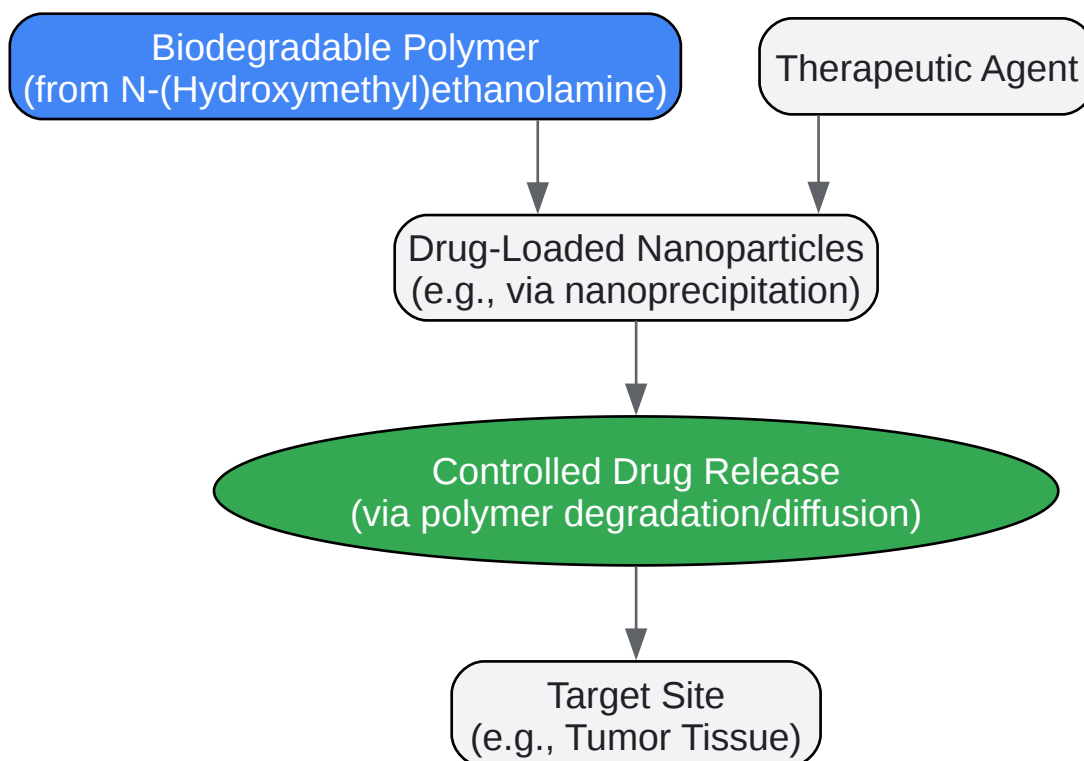 Biodegradable Polymer
(from N-(Hydroxymethyl)ethanolamine)
Therapeutic Agent
Drug-Loaded Nanoparticles
(e.g., via nanoprecipitation)
Controlled Drug Release
(via polymer degradation/diffusion)
Target Site
(e.g., Tumor Tissue)